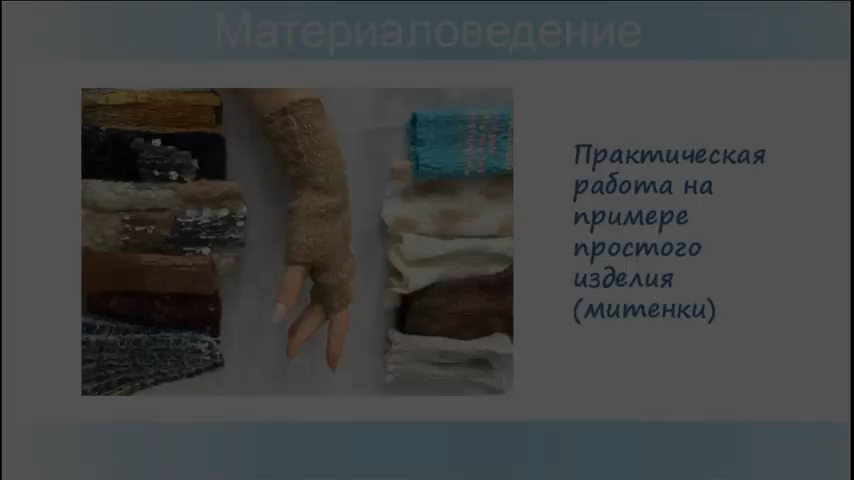 Материаловедение
Практическая
работа на
примере
простого
изделия
(митенки)